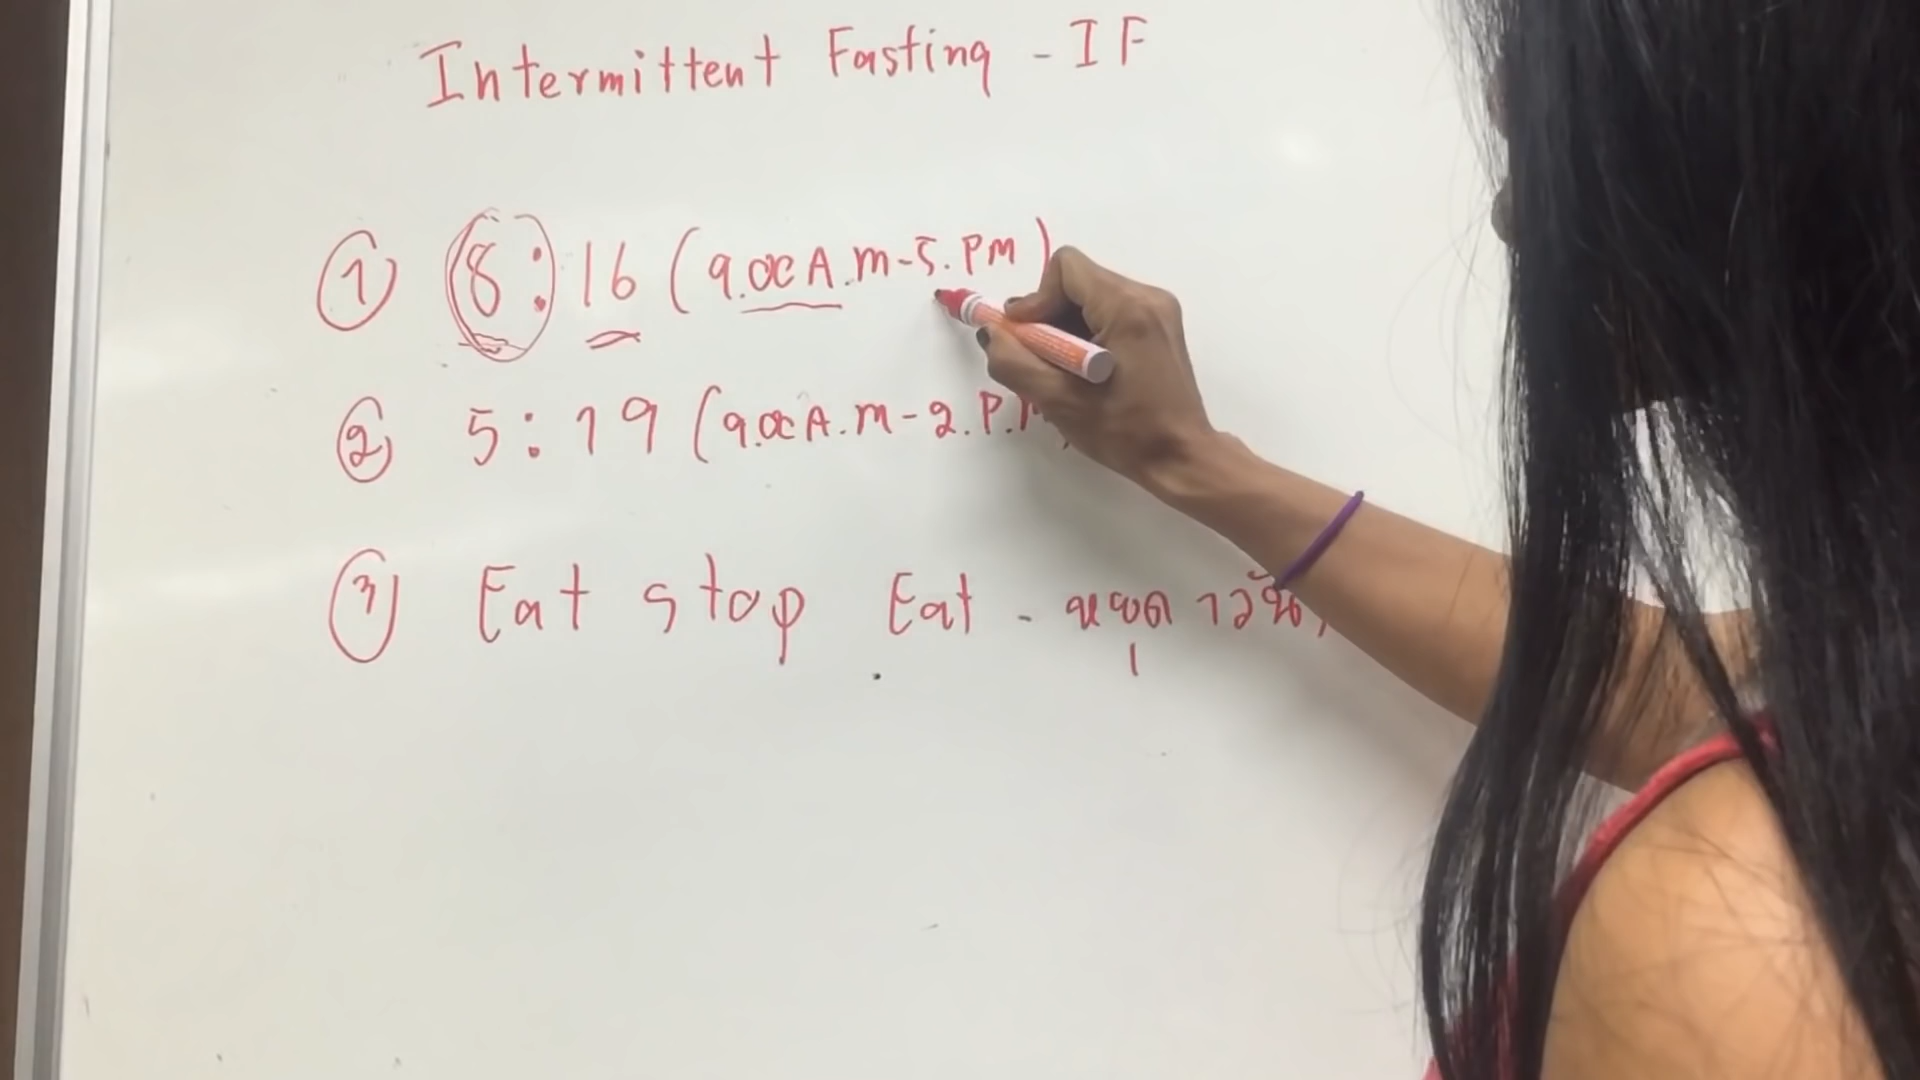 Intermittent Fasting - IF
① 8:16 (9.00 A.m - 5.PM)
② 5:19 (9.00 A.m - 2.P.M
③ Eat stop Eat - หยุด 1 วัน